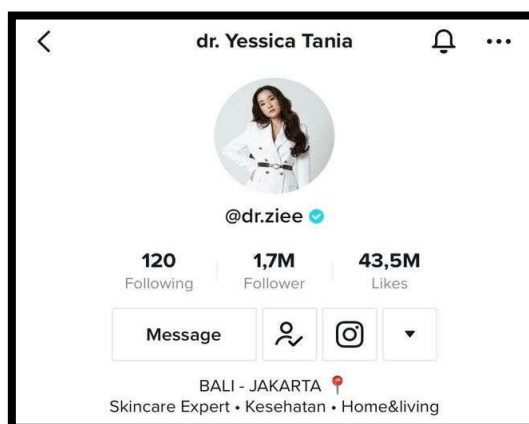 dr. Yessica Tania
@dr.ziee
120 1,7M 43,5M
Following Follower Likes
Message
BALI - JAKARTA
Skincare Expert • Kesehatan • Home&living